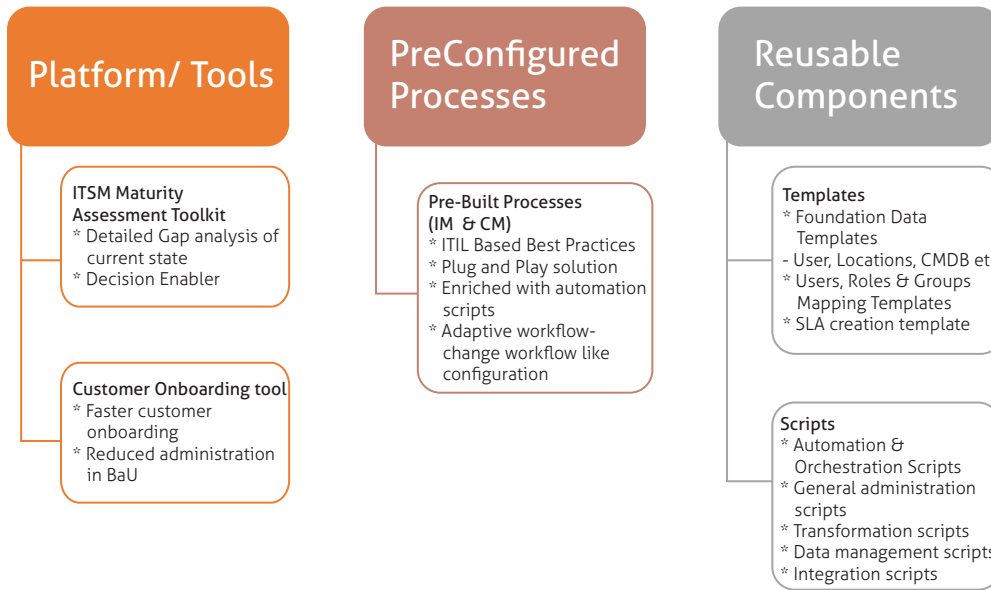 Platform/ Tools
ITSM Maturity
Assessment Toolkit
* Detailed Gap analysis of
current state
* Decision Enabler
Customer Onboarding tool
* Faster customer
onboarding
* Reduced administration
in BaU
PreConfigured
Processes
Pre-Built Processes
(IM & CM)
* ITIL Based Best Practices
* Plug and Play solution
* Enriched with automation
scripts
* Adaptive workflow-
change workflow like
configuration
Reusable
Components
Templates
* Foundation Data
Templates
- User, Locations, CMDB et
* Users, Roles & Groups
Mapping Templates
* SLA creation template
Scripts
* Automation &
Orchestration Scripts
* General administration
scripts
* Transformation scripts
* Data management scripts
* Integration scripts